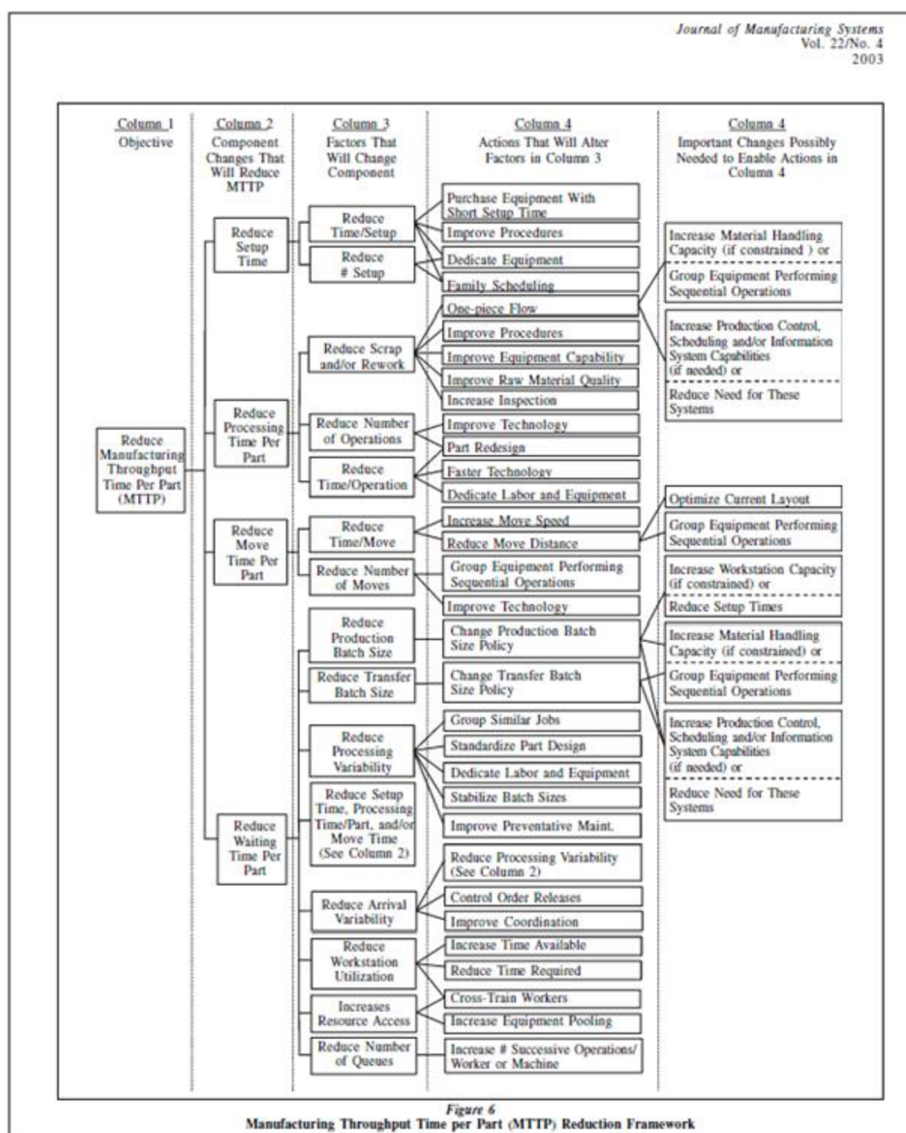 Journal of Manufacturing Systems
Vol. 22/No. 4
2003
Column 1
Objective
Column 2
Component
Changes That
Will Reduce
MTTP
Column 3
Factors That
Will Change
Component
Column 4
Actions That Will Alter
Factors in Column 3
Column 4
Important Changes Possibly
Needed to Enable Actions in
Column 4
Reduce
Manufacturing
Throughput
Time Per Part
(MTTP)
Reduce
Setup
Time
Reduce
Processing
Time Per
Part
Reduce
Move
Time Per
Part
Reduce
Waiting
Time Per
Part
Reduce
Time/Setup
Reduce
# Setup
Reduce Scrap
and/or Rework
Reduce Number
of Operations
Reduce
Time/Operation
Reduce
Time/Move
Reduce Number
of Moves
Reduce
Production
Batch Size
Reduce Transfer
Batch Size
Reduce
Processing
Variability
Reduce Setup
Time, Processing
Time/Part, and/or
Move Time
(See Column 2)
Reduce Arrival
Variability
Reduce
Workstation
Utilization
Increases
Resource Access
Reduce Number
of Queues
Purchase Equipment With
Short Setup Time
Improve Procedures
Dedicate Equipment
Family Scheduling
One-piece Flow
Improve Procedures
Improve Equipment Capability
Improve Raw Material Quality
Increase Inspection
Improve Technology
Part Redesign
Faster Technology
Dedicate Labor and Equipment
Increase Move Speed
Reduce Move Distance
Group Equipment Performing
Sequential Operations
Improve Technology
Change Production Batch
Size Policy
Change Transfer Batch
Size Policy
Group Similar Jobs
Standardize Part Design
Dedicate Labor and Equipment
Stabilize Batch Sizes
Improve Preventative Maint.
Reduce Processing Variability
(See Column 2)
Control Order Releases
Improve Coordination
Increase Time Available
Reduce Time Required
Cross-Train Workers
Increase Equipment Pooling
Increase # Successive Operations/
Worker or Machine
Increase Material Handling
Capacity (if constrained ) or
Group Equipment Performing
Sequential Operations
Increase Production Control,
Scheduling and/or Information
System Capabilities
(if needed) or
Reduce Need for These
Systems
Optimize Current Layout
Group Equipment Performing
Sequential Operations
Increase Workstation Capacity
(if constrained) or
Reduce Setup Times
Increase Material Handling
Capacity (if constrained) or
Group Equipment Performing
Sequential Operations
Increase Production Control,
Scheduling and/or Information
System Capabilities
(if needed) or
Reduce Need for These
Systems
Figure 6
Manufacturing Throughput Time per Part (MTTP) Reduction Framework